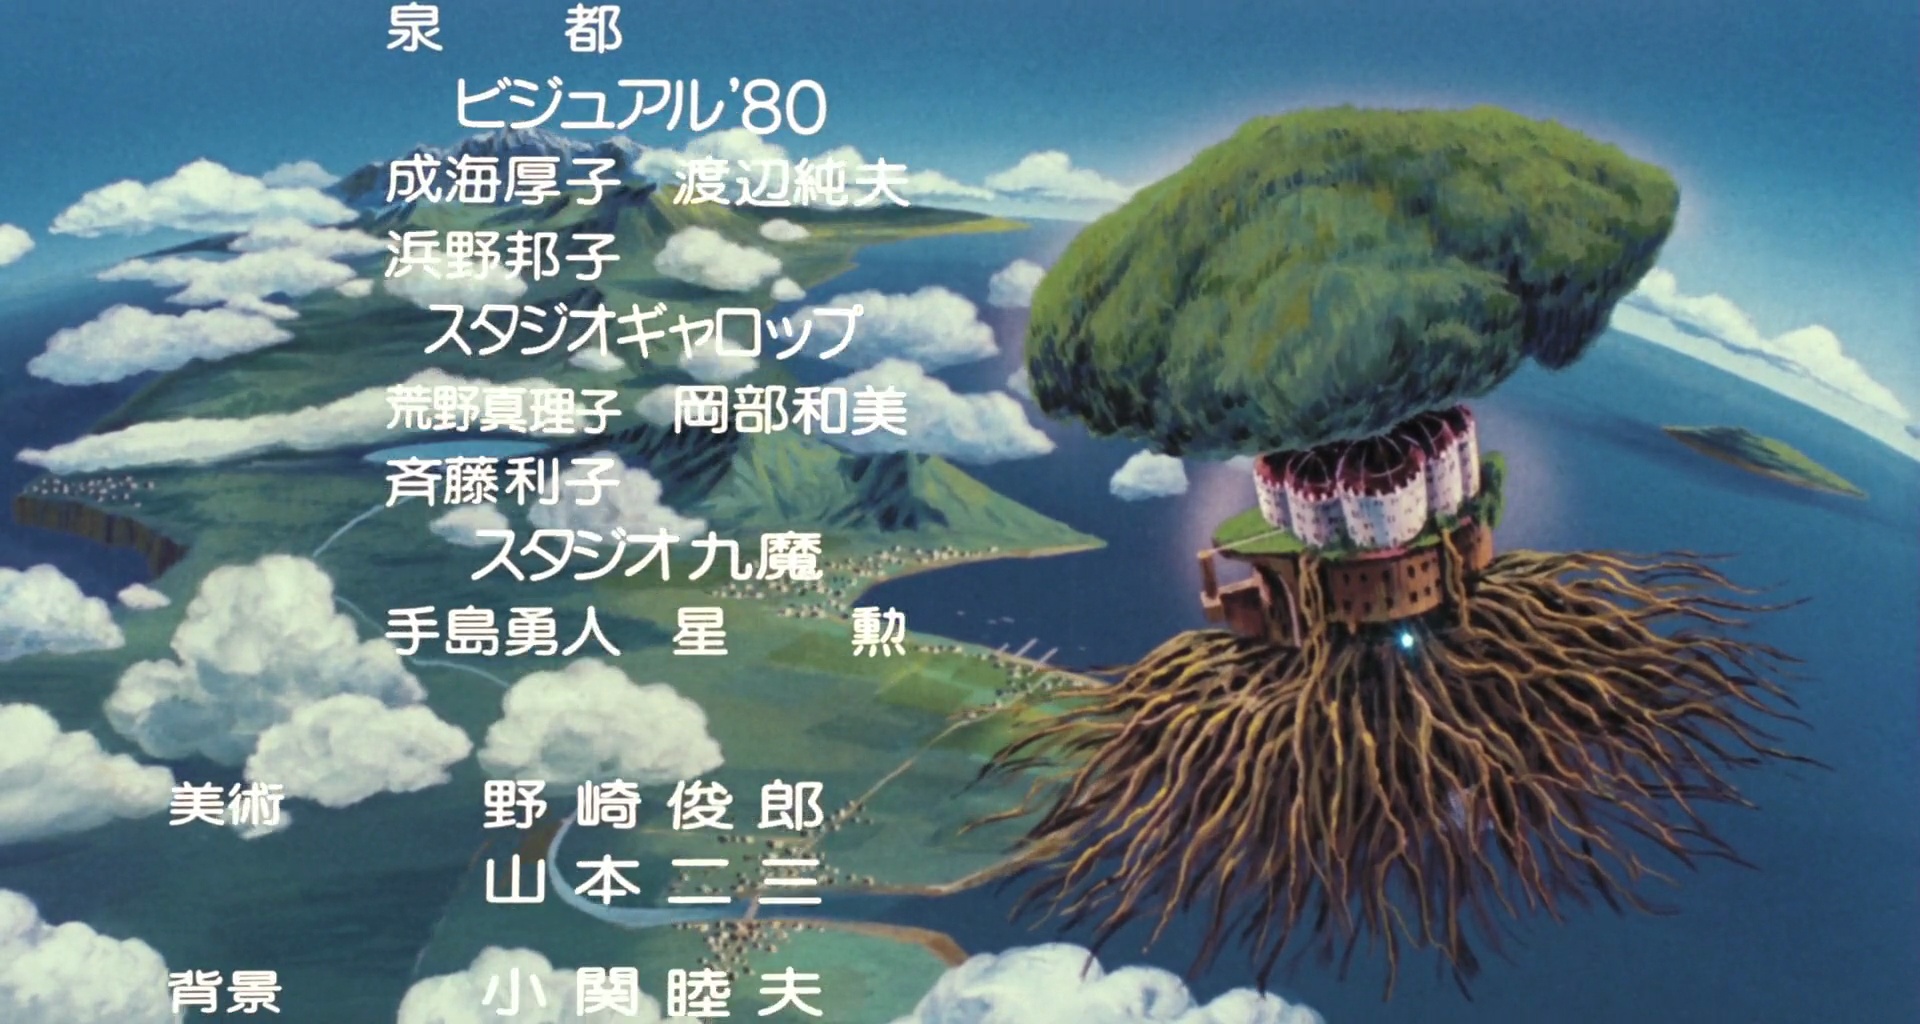 泉　　都
ビジュアル'80
成海厚子　渡辺純夫
浜野邦子
スタジオギャロップ
荒野真理子　岡部和美
斉藤利子
スタジオ九魔
手島勇人　星　　勲
美術　野崎俊郎
山本二三
背景　小関睦夫